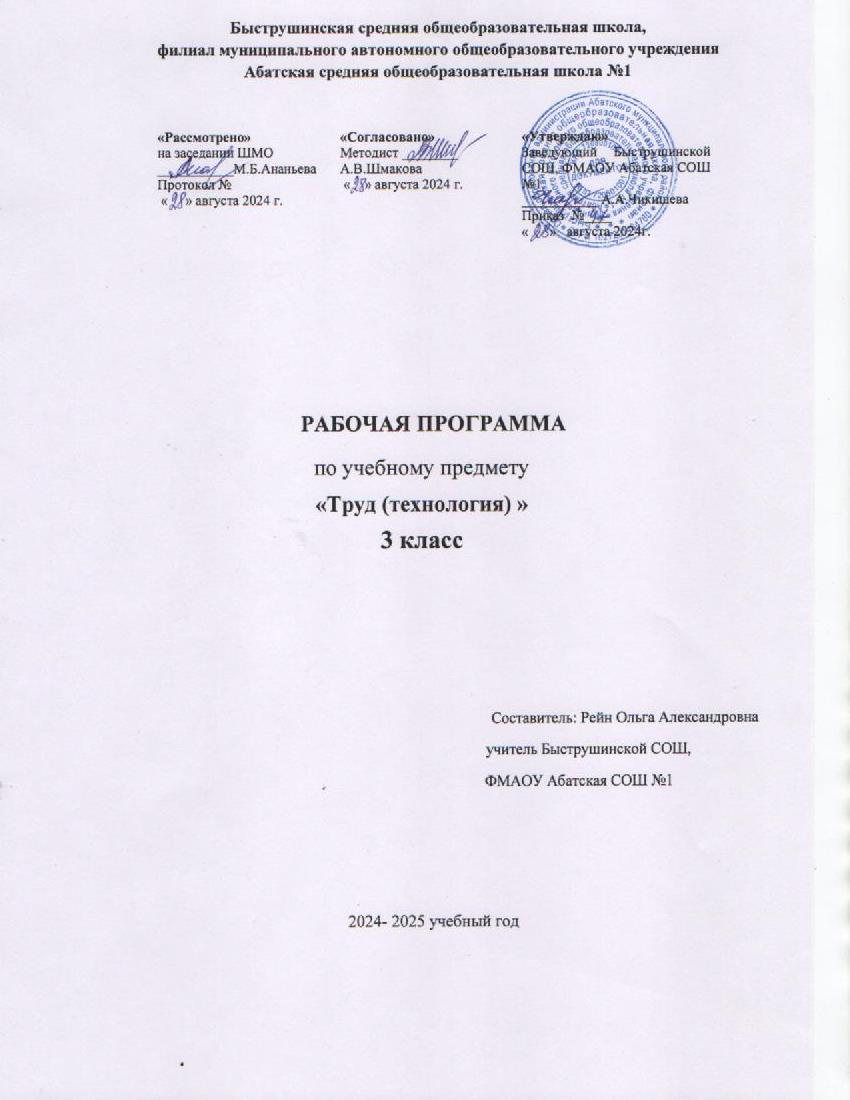 Быструшинская средняя общеобразовательная школа,
филиал муниципального автономного общеобразовательного учреждения
Абатская средняя общеобразовательная школа №1
«Рассмотрено»
на заседании ШМО
М.Б.Ананьева
Протокол №
« 28 » августа 2024 г.
«Согласовано»
Методист
А.В.Шмакова
« 28 » августа 2024 г.
«Утверждаю»
Заведующий Быструшинской
СОШ, ФМАОУ Абатская СОШ
№1
А.А.Чикишева
Приказ №
« 28 » августа 2024г.
РАБОЧАЯ ПРОГРАММА
по учебному предмету
«Труд (технология) »
3 класс
Составитель: Рейн Ольга Александровна
учитель Быструшинской СОШ,
ФМАОУ Абатская СОШ №1
2024- 2025 учебный год